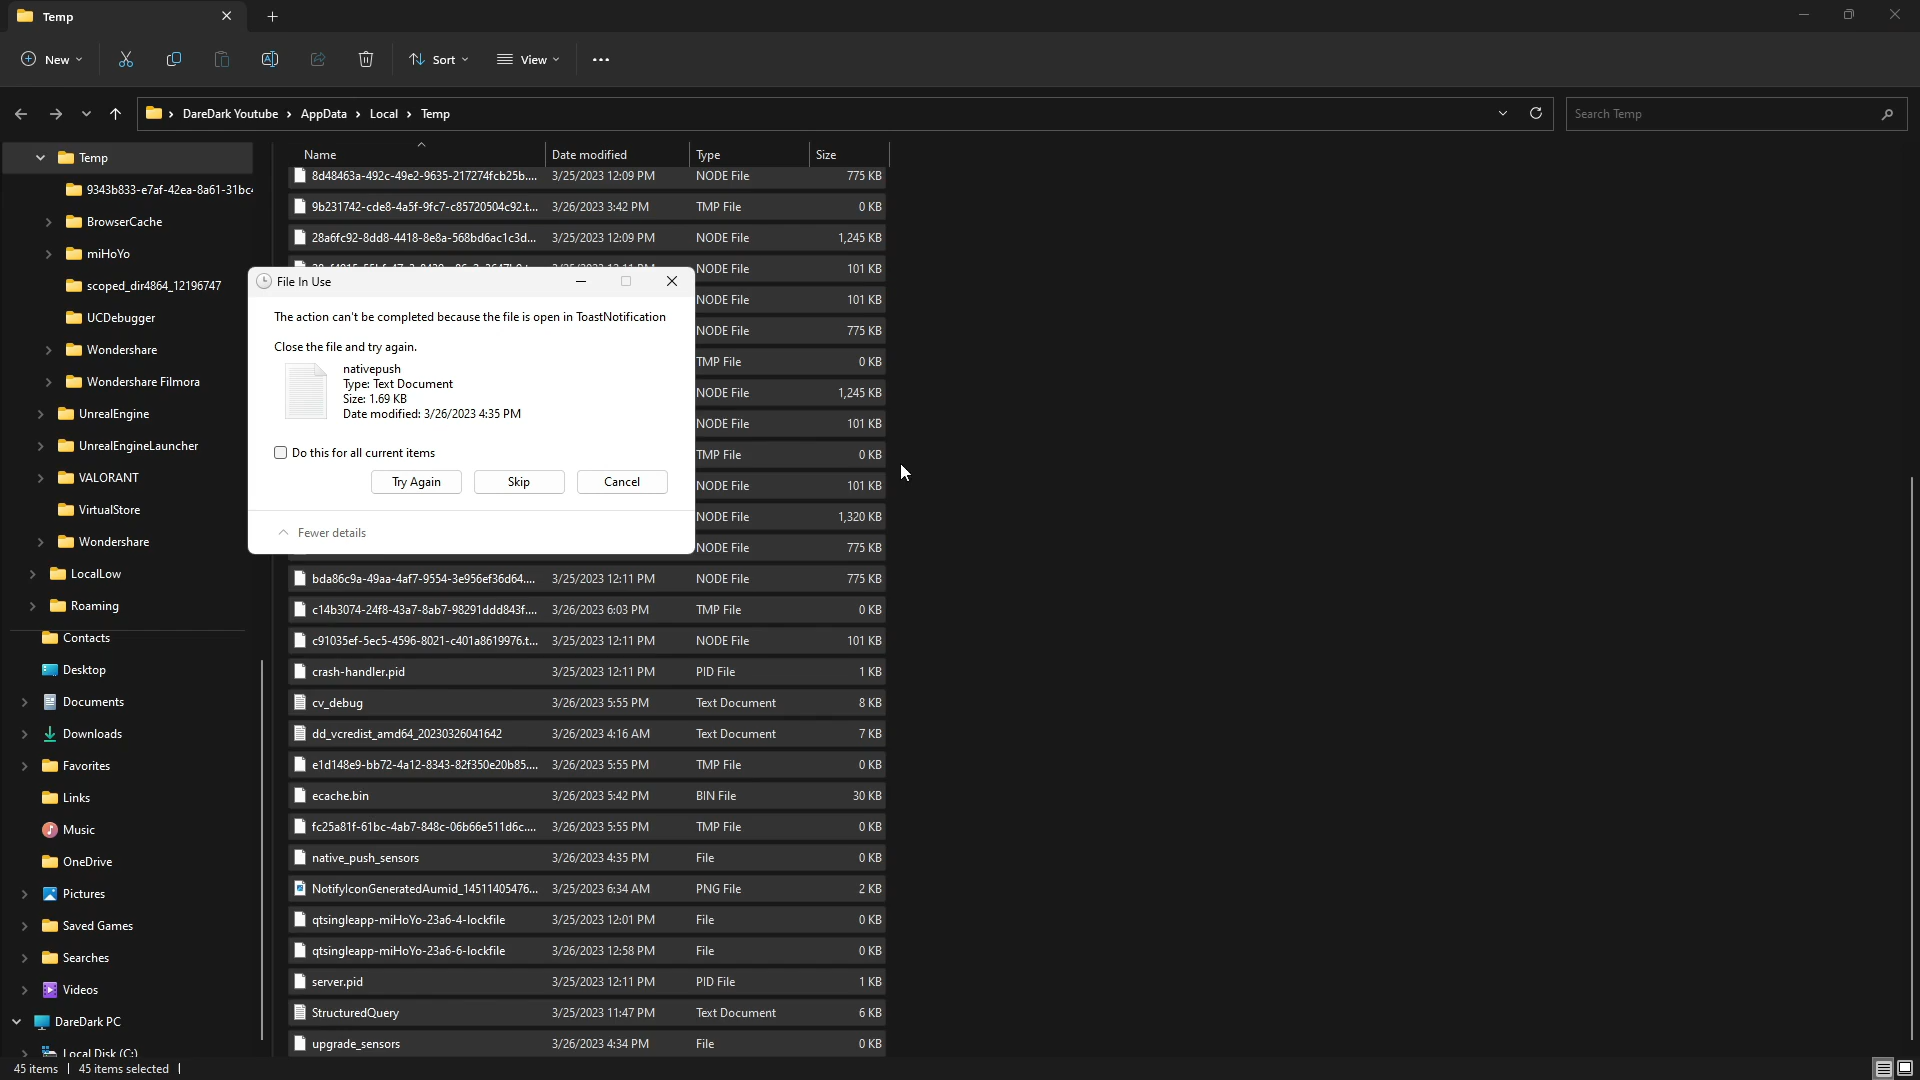 Temp
New
Sort
View
DareDark Youtube > AppData > Local > Temp
Search Temp
Temp
9343b833-e7af-42ea-8a61-31bc
BrowserCache
miHoYo
scoped_dir4864_12196747
UCDebugger
Wondershare
Wondershare Filmora
UnrealEngine
UnrealEngineLauncher
VALORANT
VirtualStore
Wondershare
LocalLow
Roaming
Contacts
Desktop
Documents
Downloads
Favorites
Links
Music
OneDrive
Pictures
Saved Games
Searches
Videos
DareDark PC
Local Disk (C:)
Name Date modified Type Size
8d48463a-492c-49e2-9635-217274fcb25b.... 3/25/2023 12:09 PM NODE File 775 KB
9b231742-cde8-4a5f-9fc7-c85720504c92.t... 3/26/2023 3:42 PM TMP File 0 KB
28a6fc92-8dd8-4418-8e8a-568bd6ac1c3d... 3/25/2023 12:09 PM NODE File 1,245 KB
NODE File 101 KB
NODE File 101 KB
NODE File 775 KB
TMP File 0 KB
NODE File 1,245 KB
NODE File 101 KB
TMP File 0 KB
NODE File 101 KB
NODE File 1,320 KB
NODE File 775 KB
bda86c9a-49aa-4af7-9554-3e956ef36d64.... 3/25/2023 12:11 PM NODE File 775 KB
c14b3074-24f8-43a7-8ab7-98291ddd843f.... 3/26/2023 6:03 PM TMP File 0 KB
c91035ef-5ec5-4596-8021-c401a8619976.t... 3/25/2023 12:11 PM NODE File 101 KB
crash-handler.pid 3/25/2023 12:11 PM PID File 1 KB
cv_debug 3/26/2023 5:55 PM Text Document 8 KB
dd_vcredist_amd64_20230326041642 3/26/2023 4:16 AM Text Document 7 KB
e1d148e9-bb72-4a12-8343-82f350e20b85.... 3/26/2023 5:55 PM TMP File 0 KB
ecache.bin 3/26/2023 5:42 PM BIN File 30 KB
fc25a81f-61bc-4ab7-848c-06b66e511d6c.... 3/26/2023 5:55 PM TMP File 0 KB
native_push_sensors 3/26/2023 4:35 PM File 0 KB
NotifyIconGeneratedAumid_14511405476... 3/25/2023 6:34 AM PNG File 2 KB
qtsingleapp-miHoYo-23a6-4-lockfile 3/25/2023 12:01 PM File 0 KB
qtsingleapp-miHoYo-23a6-6-lockfile 3/26/2023 12:58 PM File 0 KB
server.pid 3/25/2023 12:11 PM PID File 1 KB
StructuredQuery 3/25/2023 11:47 PM Text Document 6 KB
upgrade_sensors 3/26/2023 4:34 PM File 0 KB
File In Use
The action can't be completed because the file is open in ToastNotification
Close the file and try again.
nativepush
Type: Text Document
Size: 1.69 KB
Date modified: 3/26/2023 4:35 PM
Do this for all current items
Try Again Skip Cancel
Fewer details
45 items 45 items selected